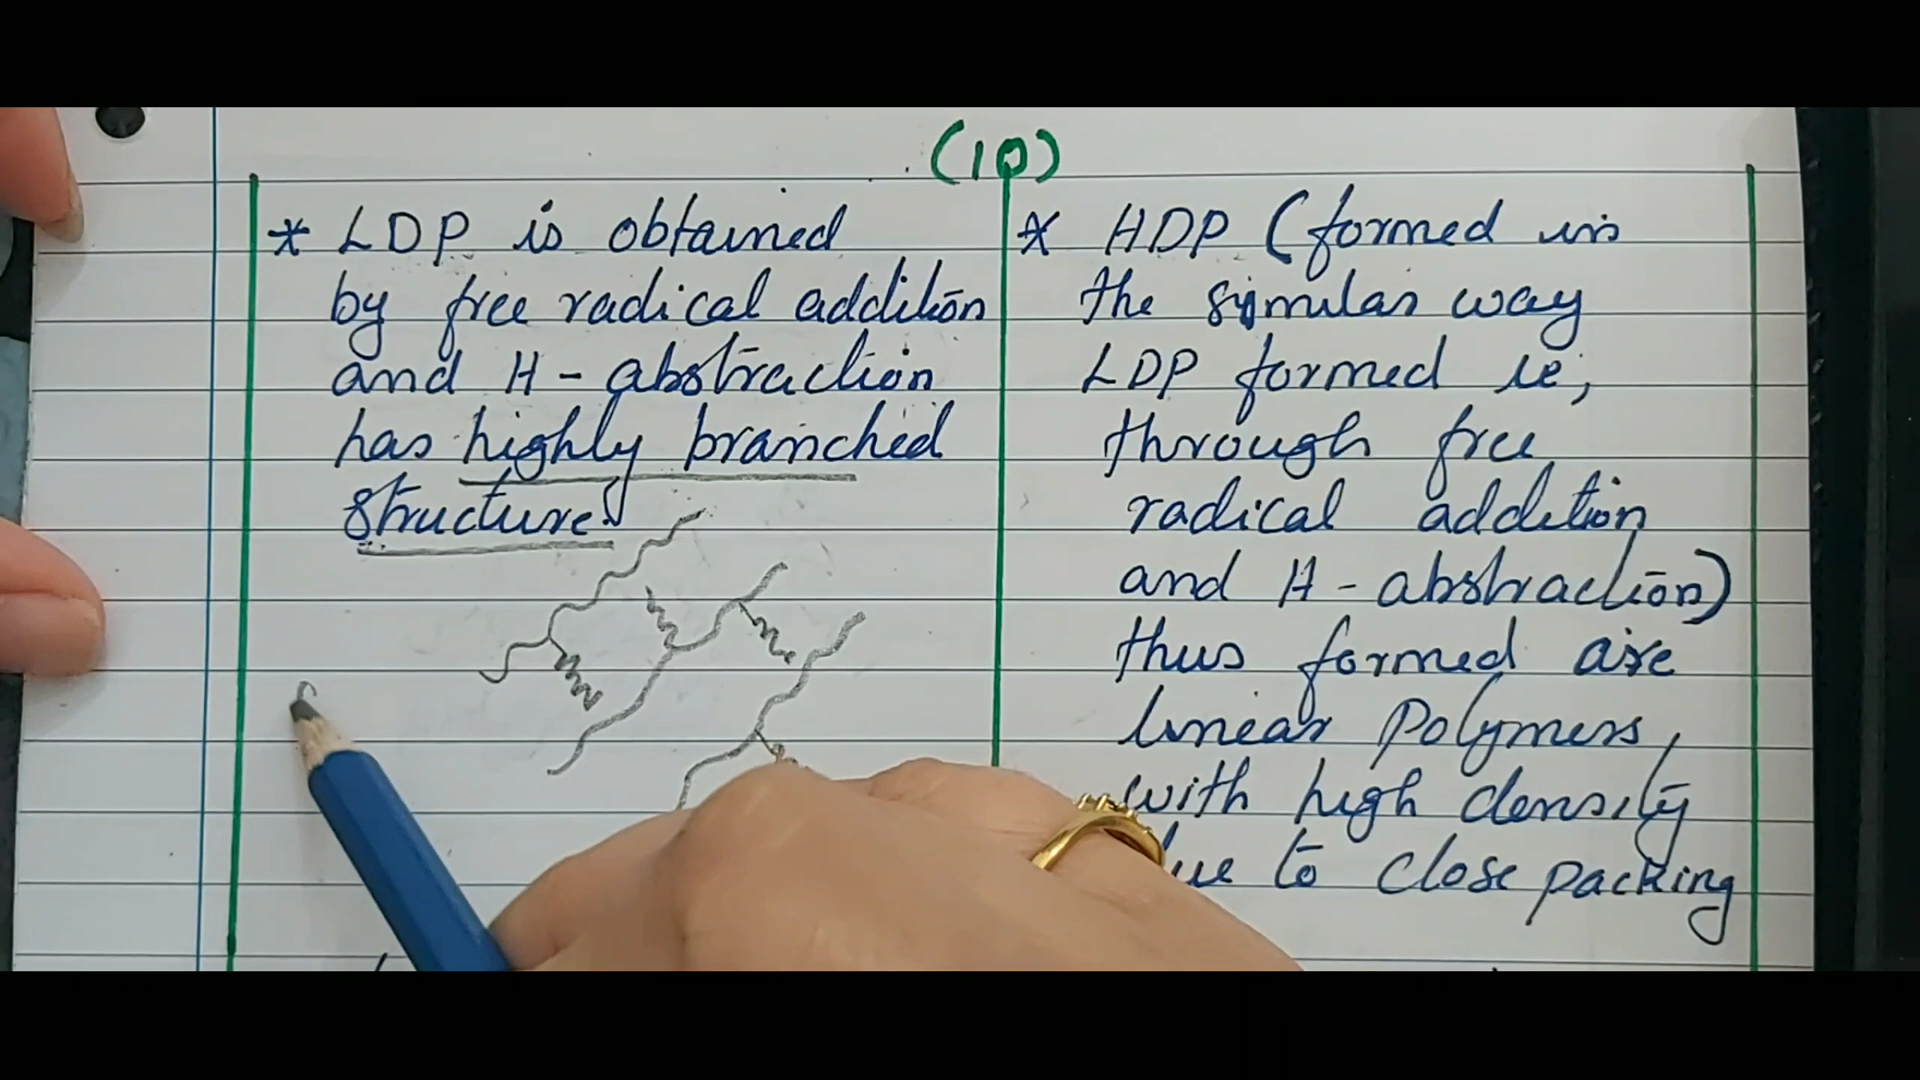 (10)
* LDP is obtained
by free radical addition
and H - abstraction
has highly branched
structure.
* HDP (formed in
the similar way
LDP formed ie,
through free
radical addition
and H - abstraction)
thus formed are
linear polymers,
with high density
to close packing